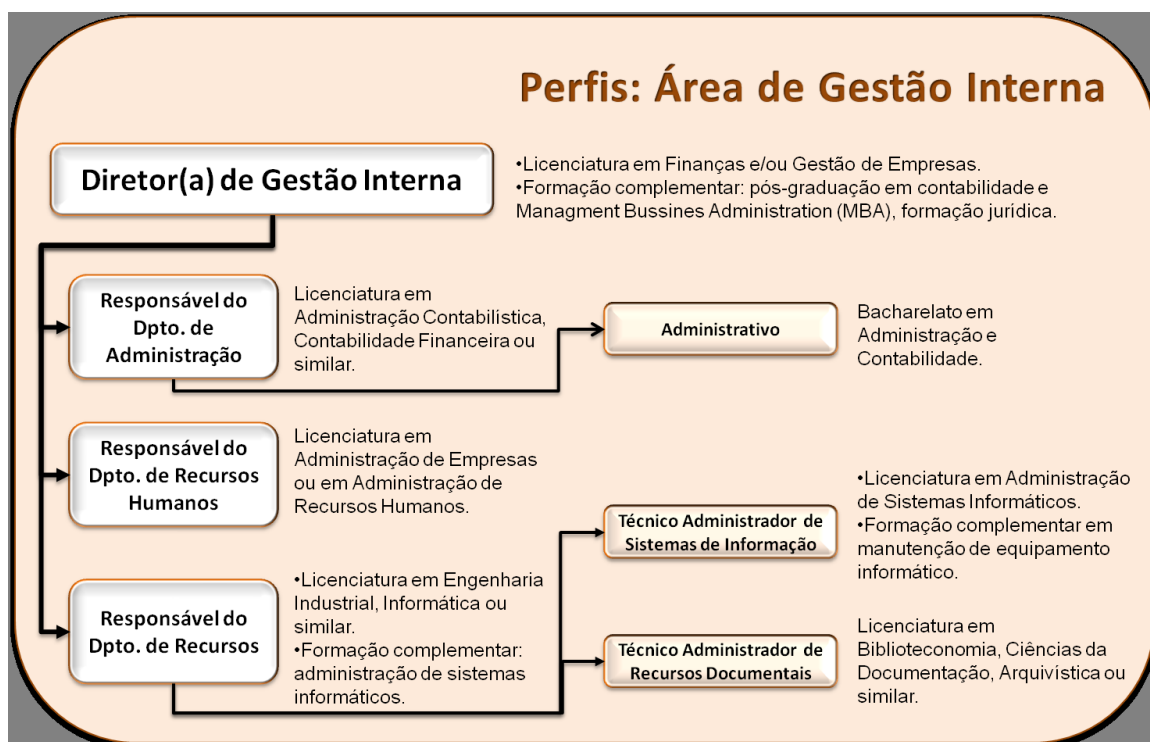 Perfis: Área de Gestão Interna
Diretor(a) de Gestão Interna
•Licenciatura em Finanças e/ou Gestão de Empresas.
•Formação complementar: pós-graduação em contabilidade e
Managment Bussines Administration (MBA), formação jurídica.
Responsável do
Dpto. de
Administração
Licenciatura em
Administração Contabilística,
Contabilidade Financeira ou
similar.
Administrativo
Bacharelato em
Administração e
Contabilidade.
Responsável do
Dpto. de Recursos
Humanos
Licenciatura em
Administração de Empresas
ou em Administração de
Recursos Humanos.
Técnico Administrador de
Sistemas de Informação
•Licenciatura em Administração
de Sistemas Informáticos.
•Formação complementar em
manutenção de equipamento
informático.
Responsável do
Dpto. de Recursos
•Licenciatura em Engenharia
Industrial, Informática ou
similar.
•Formação complementar:
administração de sistemas
informáticos.
Técnico Administrador de
Recursos Documentais
Licenciatura em
Biblioteconomia, Ciências da
Documentação, Arquivística ou
similar.